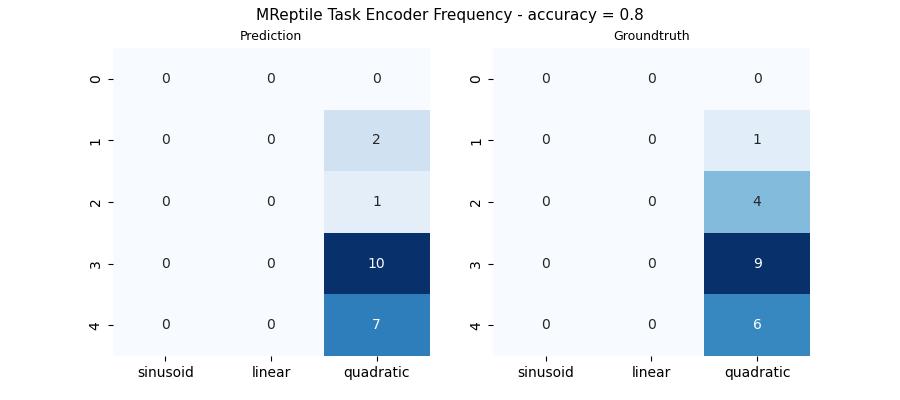 MReptile Task Encoder Frequency - accuracy = 0.8
Prediction
Groundtruth
0 0 0 0
1 0 0 2
2 0 0 1
3 0 0 10
4 0 0 7
sinusoid linear quadratic
0 0 0 0
1 0 0 1
2 0 0 4
3 0 0 9
4 0 0 6
sinusoid linear quadratic